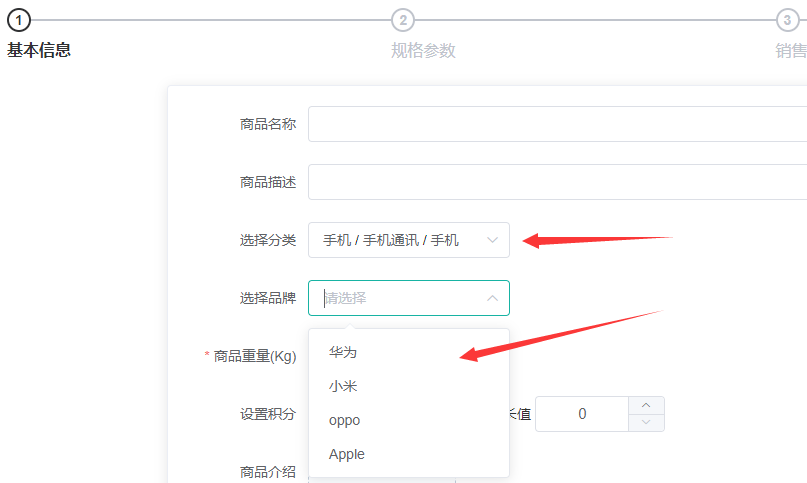 1 2 3
基本信息 规格参数 销售
商品名称
商品描述
选择分类 手机 / 手机通讯 / 手机
选择品牌 请选择
* 商品重量(Kg) 华为
小米
设置积分 oppo 长值 0
Apple
商品介绍